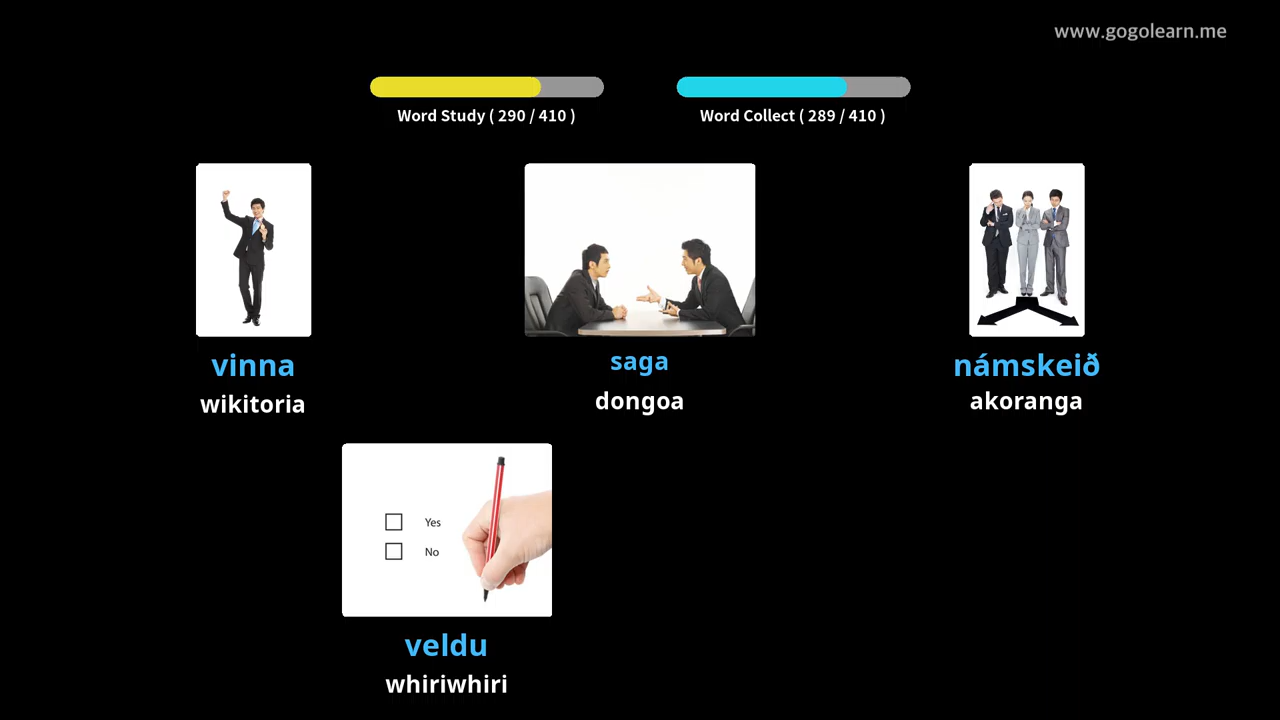 www.gogolearn.me
Word Study ( 290 / 410 )
Word Collect ( 289 / 410 )
vinna
wikitoria
saga
dongoa
námskeið
akoranga
Yes
No
veldu
whiriwhiri